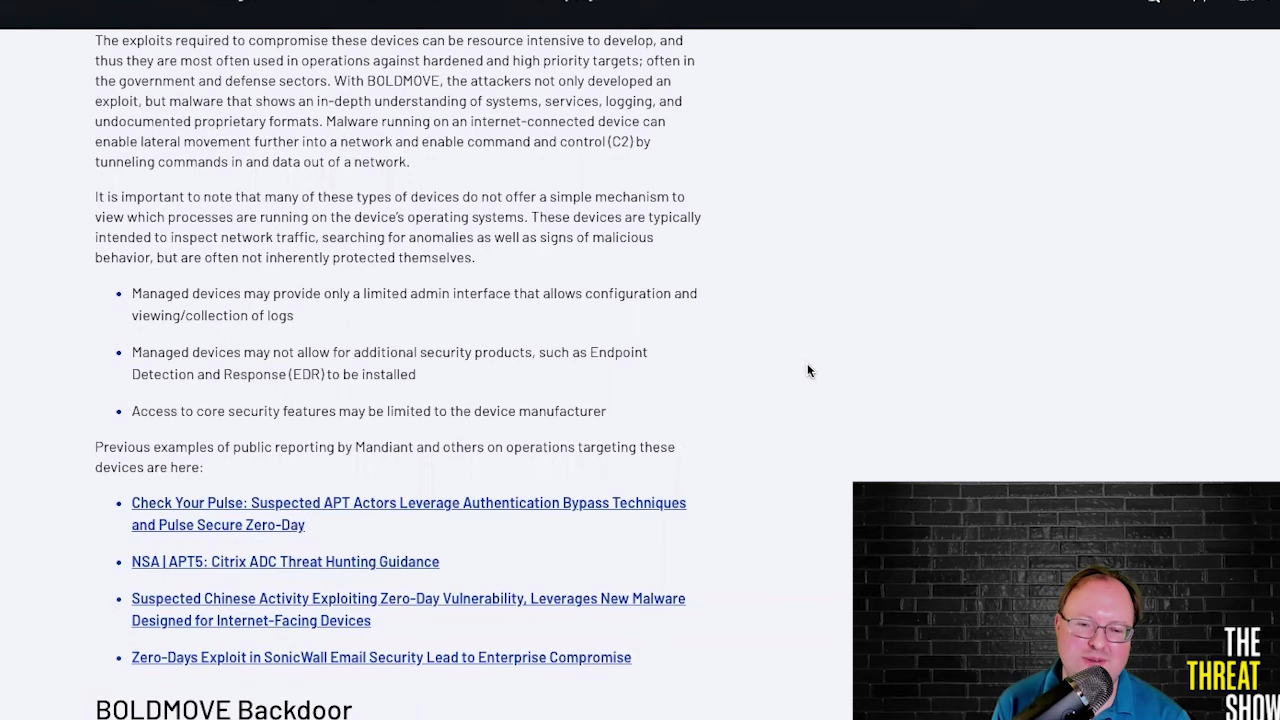 The exploits required to compromise these devices can be resource intensive to develop, and
thus they are most often used in operations against hardened and high priority targets; often in
the government and defense sectors. With BOLDMOVE, the attackers not only developed an
exploit, but malware that shows an in-depth understanding of systems, services, logging, and
undocumented proprietary formats. Malware running on an internet-connected device can
enable lateral movement further into a network and enable command and control (C2) by
tunneling commands in and data out of a network.
It is important to note that many of these types of devices do not offer a simple mechanism to
view which processes are running on the device's operating systems. These devices are typically
intended to inspect network traffic, searching for anomalies as well as signs of malicious
behavior, but are often not inherently protected themselves.
• Managed devices may provide only a limited admin interface that allows configuration and
viewing/collection of logs
• Managed devices may not allow for additional security products, such as Endpoint
Detection and Response (EDR) to be installed
• Access to core security features may be limited to the device manufacturer
Previous examples of public reporting by Mandiant and others on operations targeting these
devices are here:
• Check Your Pulse: Suspected APT Actors Leverage Authentication Bypass Techniques
and Pulse Secure Zero-Day
• NSA | APT5: Citrix ADC Threat Hunting Guidance
• Suspected Chinese Activity Exploiting Zero-Day Vulnerability, Leverages New Malware
Designed for Internet-Facing Devices
• Zero-Days Exploit in SonicWall Email Security Lead to Enterprise Compromise
BOLDMOVE Backdoor
THE
THREAT
SHOW